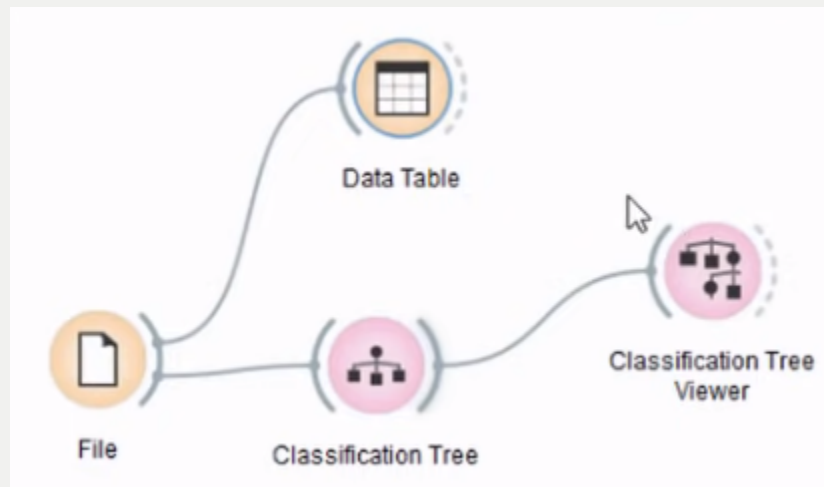 Data Table
Classification Tree
Viewer
File
Classification Tree